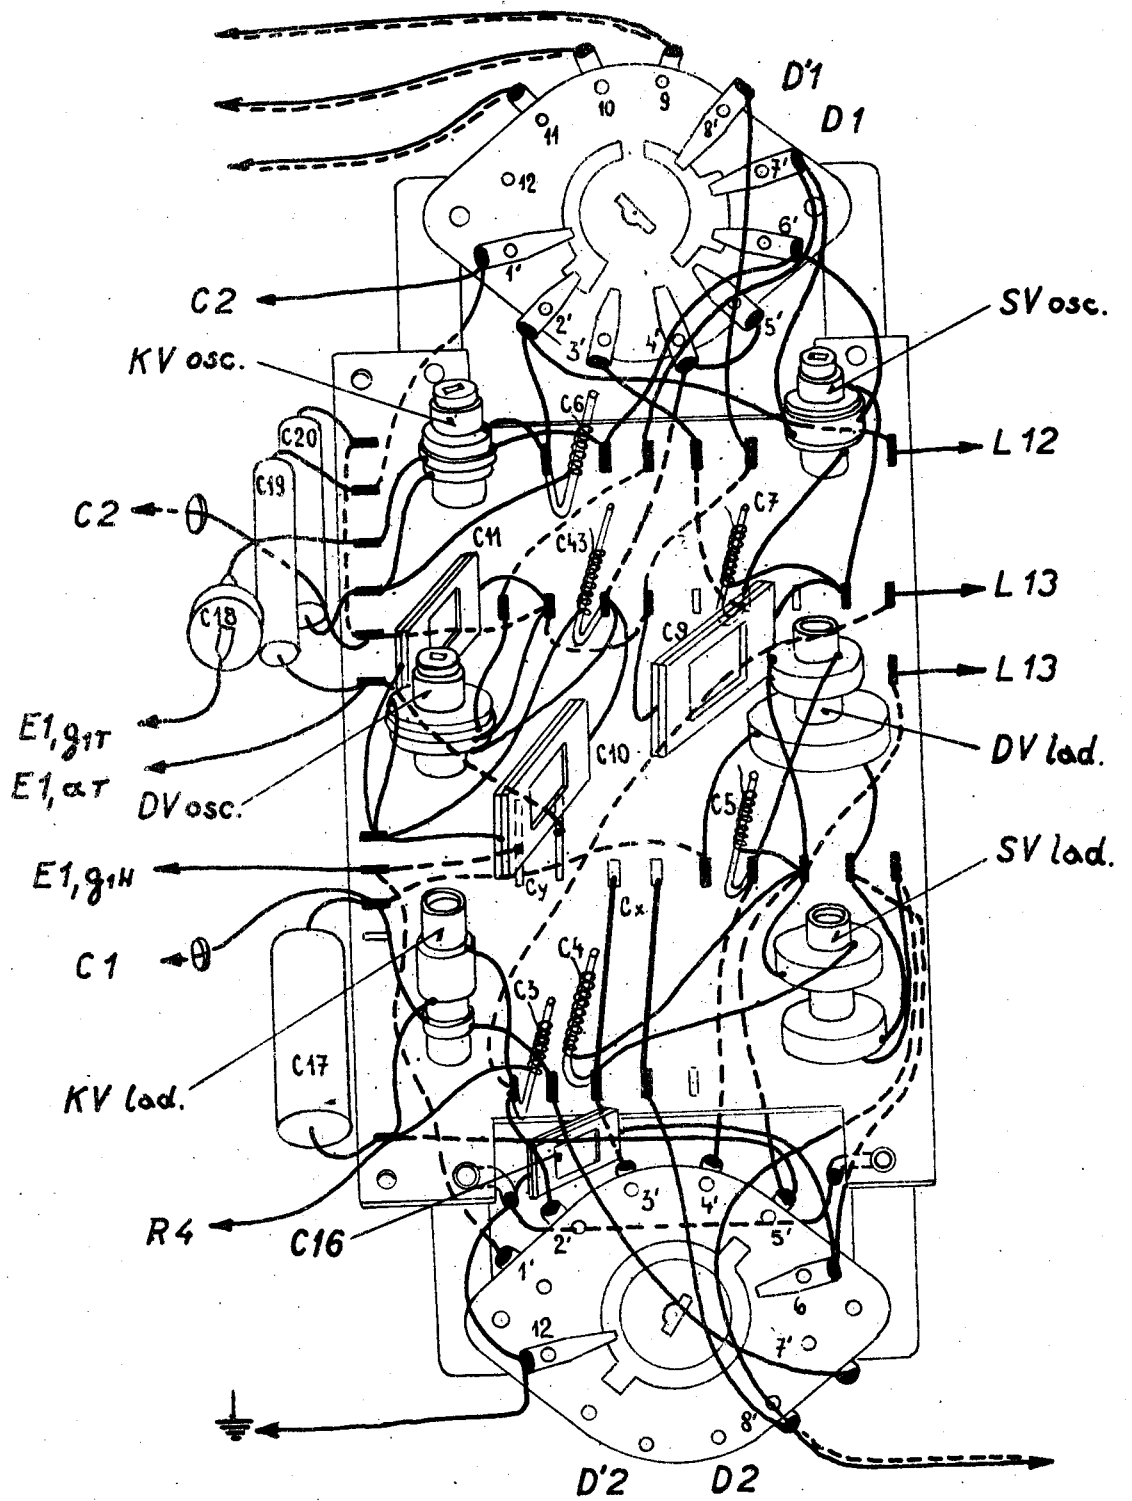 D'1
D1
9
10
11
8'
7'
12
6'
1'
C2
2'
3'
4'
5'
SV osc.
KV osc.
C6
C20
L12
C19
C2
C7
C11
C43
C18
C9
L13
L13
E1,g1T
C10
DV lad.
E1,aT
DV osc.
C5
SV lad.
E1,g1H
Cy
Cx
C1
C4
C3
C17
KV lad.
R4
C16
3'
4'
2'
5'
1'
6
12
7'
8'
D'2
D2